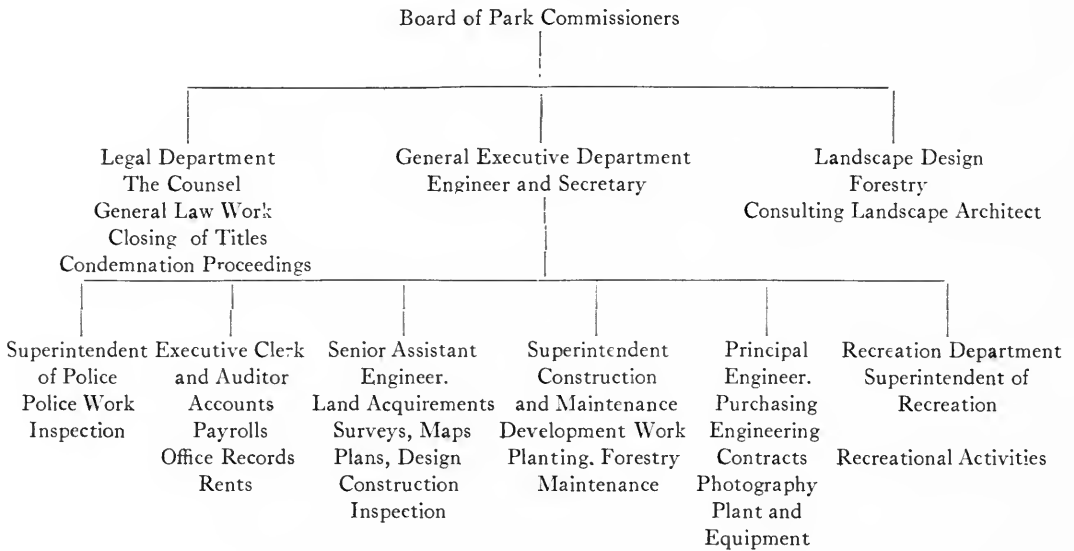 Board of Park Commissioners
Legal Department
The Counsel
General Law Work
Closing of Titles
Condemnation Proceedings
General Executive Department
Engineer and Secretary
Landscape Design
Forestry
Consulting Landscape Architect
Superintendent
of Police
Police Work
Inspection
Executive Clerk
and Auditor
Accounts
Payrolls
Office Records
Rents
Senior Assistant
Engineer.
Land Acquirements
Surveys, Maps
Plans, Design
Construction
Inspection
Superintendent
Construction
and Maintenance
Development Work
Planting. Forestry
Maintenance
Principal
Engineer.
Purchasing
Engineering
Contracts
Photography
Plant and
Equipment
Recreation Department
Superintendent of
Recreation
Recreational Activities